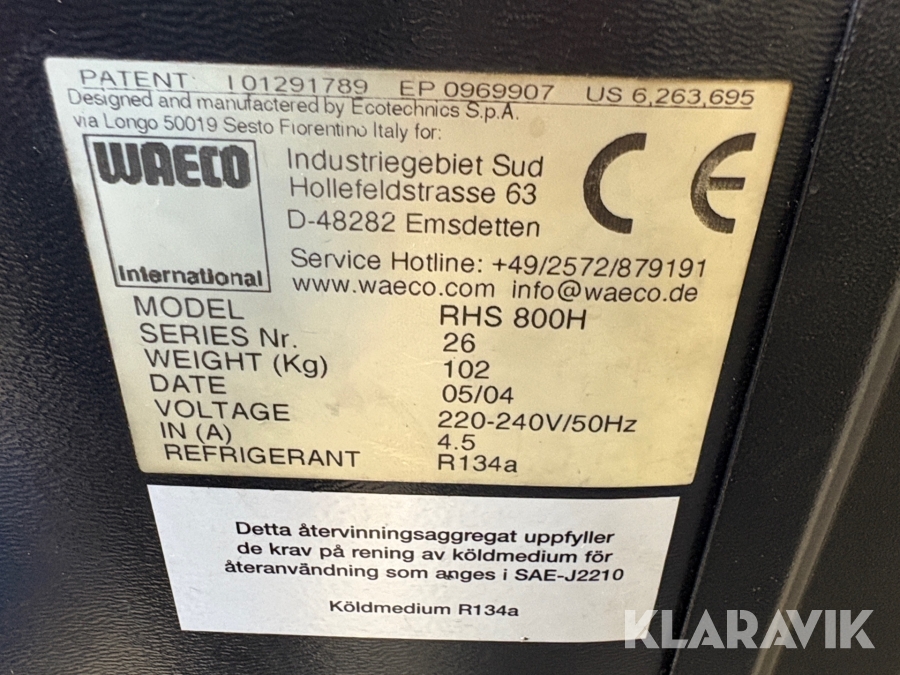 PATENT: I 01291789 EP 0969907 US 6,263,695
Designed and manufactered by Ecotechnics S.p.A.
via Longo 50019 Sesto Fiorentino Italy for:
WAECO
International
Industriegebiet Sud
Hollefeldstrasse 63
D-48282 Emsdetten
Service Hotline: +49/2572/879191
www.waeco.com info@waeco.de
CE
MODEL RHS 800H
SERIES Nr. 26
WEIGHT (Kg) 102
DATE 05/04
VOLTAGE 220-240V/50Hz
IN (A) 4.5
REFRIGERANT R134a
Detta återvinningsaggregat uppfyller
de krav på rening av köldmedium för
återanvändning som anges i SAE-J2210
Köldmedium R134a
KLARAVIK